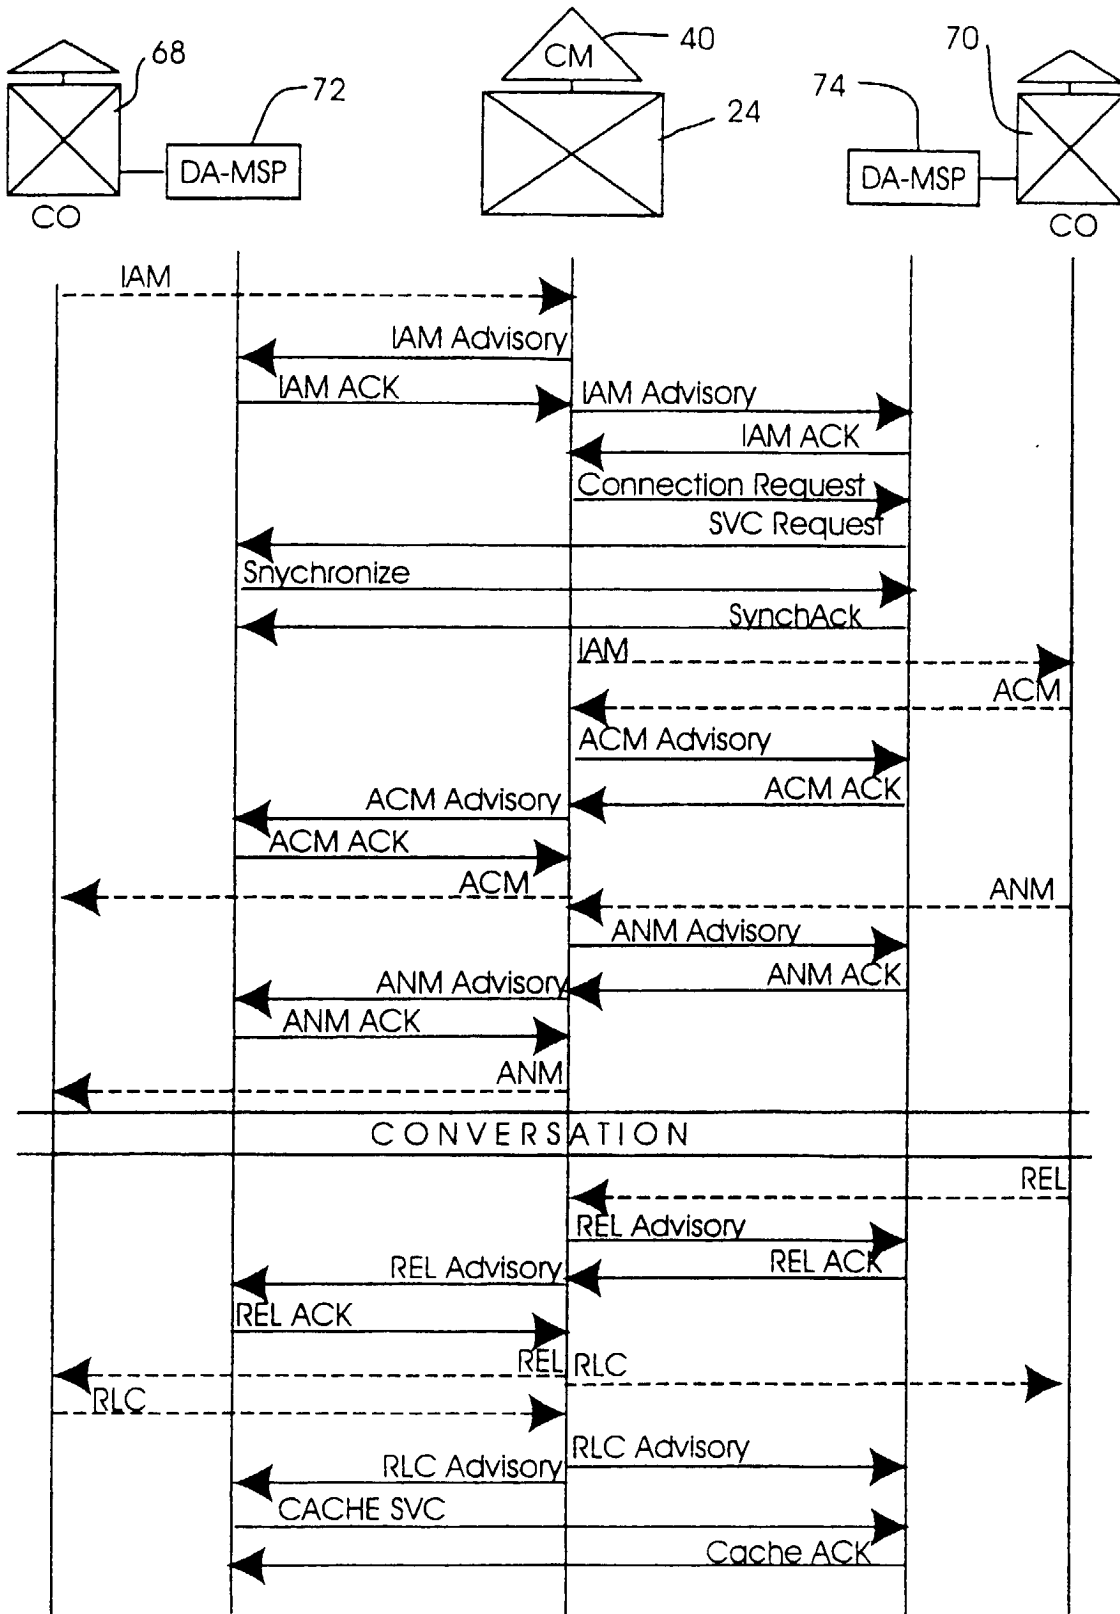 68
40
70
CM
72
74
24
DA-MSP
DA-MSP
CO
CO
IAM
IAM Advisory
IAM ACK
IAM Advisory
IAM ACK
Connection Request
SVC Request
Snychronize
SynchAck
IAM
ACM
ACM Advisory
ACM ACK
ACM Advisory
ACM ACK
ACM
ANM
ANM Advisory
ANM ACK
ANM Advisory
ANM ACK
ANM
CONVERSATION
REL
REL Advisory
REL ACK
REL Advisory
REL ACK
REL
RLC
RLC
RLC Advisory
RLC Advisory
CACHE SVC
Cache ACK